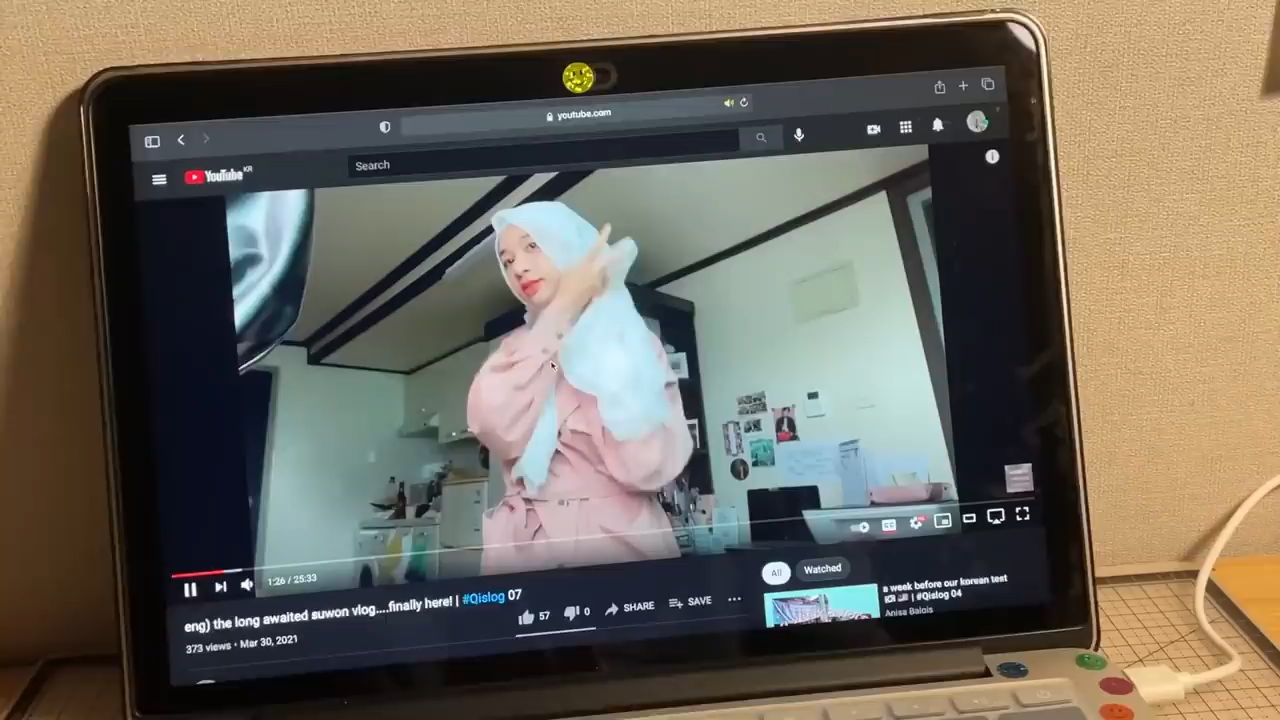 youtube.com
YouTube KR
Search
1:26 / 25:33
eng) the long awaited suwon vlog....finally here! | #Qislog 07
373 views • Mar 30, 2021
57
0
SHARE
SAVE
All
Watched
a week before our korean test
| #Qislog 04
Anisa Balqis